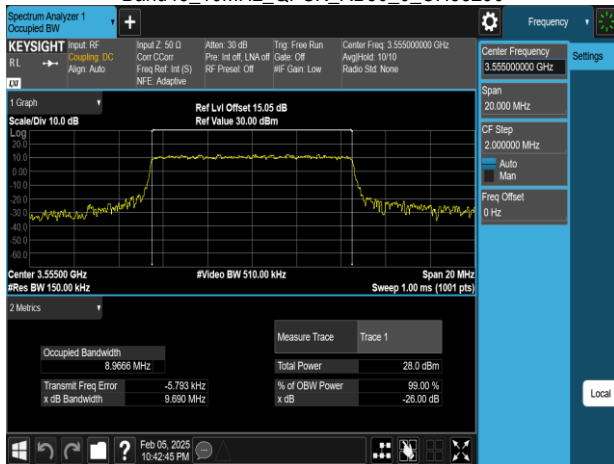 Spectrum Analyzer 1
Occupied BW
Frequency
KEYSIGHT
RL
LXI
Input: RF
Coupling: DC
Align: Auto
Input Z: 50 Ω
Corr CCorr
Freq Ref: Int (S)
NFE: Adaptive
Atten: 30 dB
Pre: Int off, LNA off
RF Preset: Off
Trig: Free Run
Gate: Off
#IF Gain: Low
Center Freq: 3.555000000 GHz
Avg|Hold: 10/10
Radio Std: None
Center Frequency
3.555000000 GHz
Settings
Span
20.000 MHz
CF Step
2.000000 MHz
Auto
Man
Freq Offset
0 Hz
Local
1 Graph
Scale/Div 10.0 dB
Ref Lvl Offset 15.05 dB
Ref Value 30.00 dBm
Log
20.0
10.0
0.00
-10.0
-20.0
-30.0
-40.0
-50.0
-60.0
Center 3.55500 GHz
#Res BW 150.00 kHz
#Video BW 510.00 kHz
Span 20 MHz
Sweep 1.00 ms (1001 pts)
2 Metrics
Measure Trace
Trace 1
Occupied Bandwidth
8.9666 MHz
Total Power
28.0 dBm
Transmit Freq Error
-5.793 kHz
% of OBW Power
99.00 %
x dB Bandwidth
9.690 MHz
x dB
-26.00 dB
Feb 05, 2025
10:42:45 PM